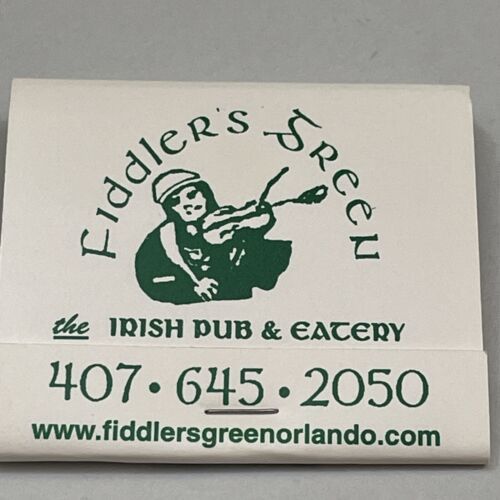 Fiddler's Green
the IRISH PUB & EATERY
407 • 645 • 2050
www.fiddlersgreenorlando.com